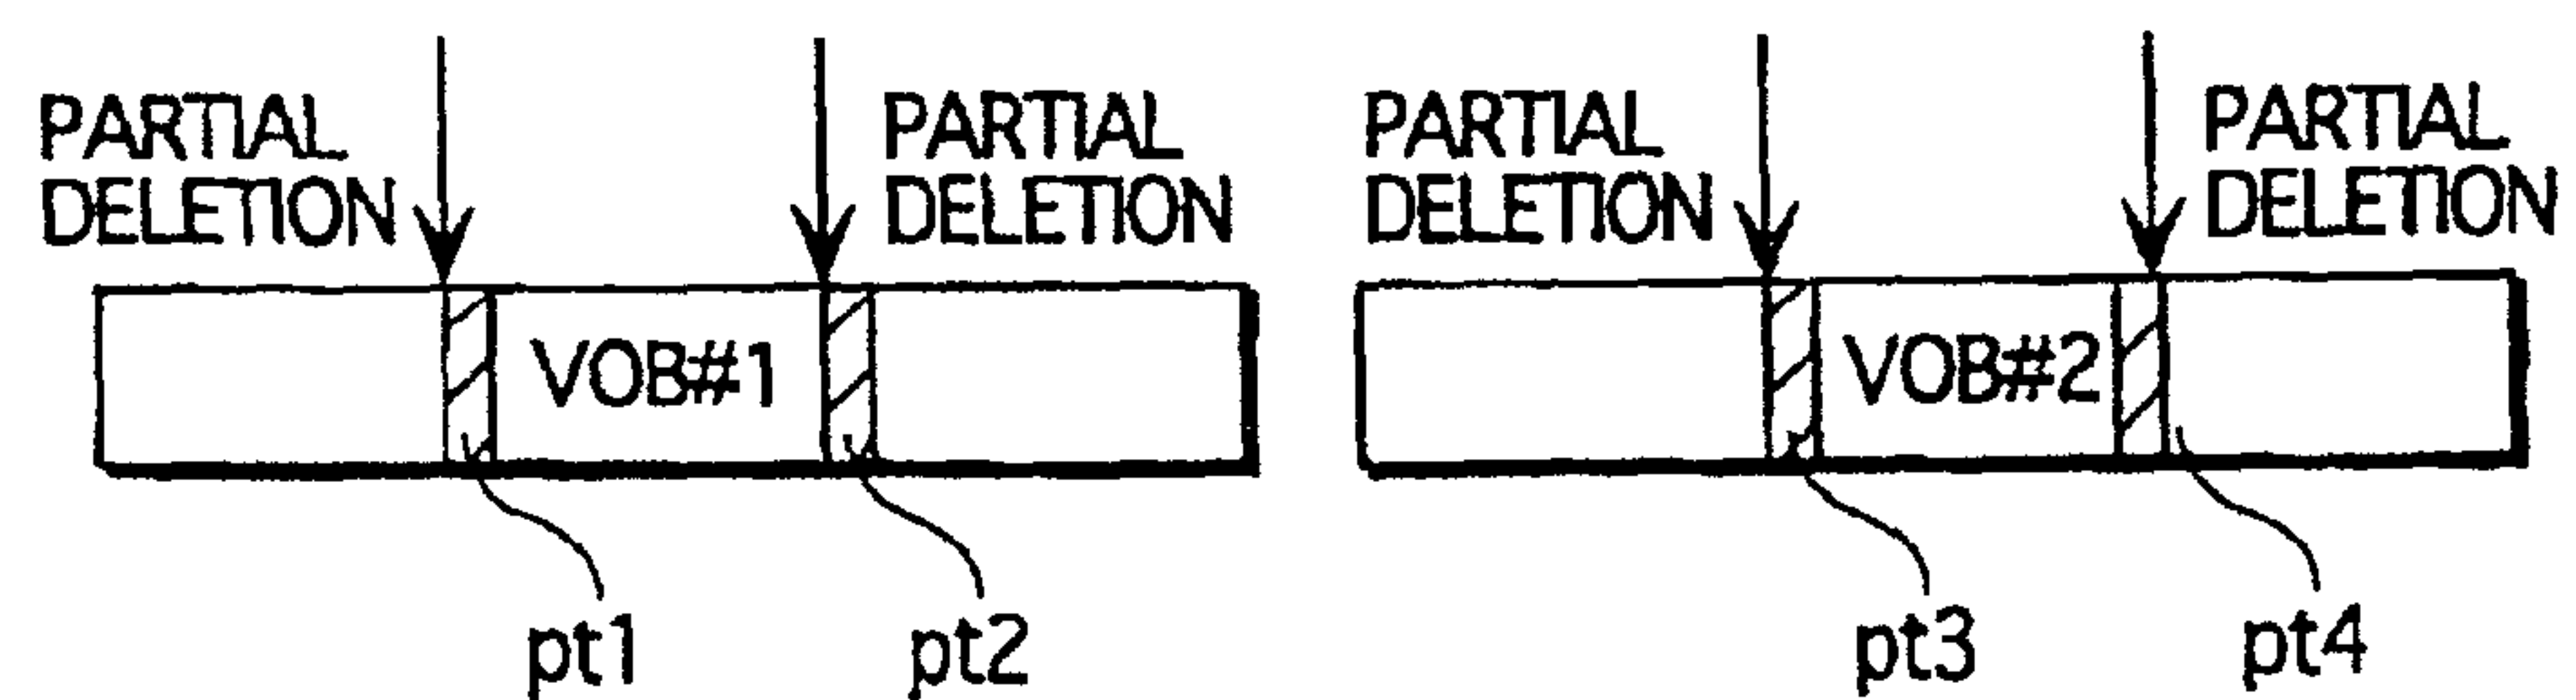 PARTIAL
DELETION
PARTIAL
DELETION
PARTIAL
DELETION
PARTIAL
DELETION
VOB#1
VOB#2
pt1
pt2
pt3
pt4